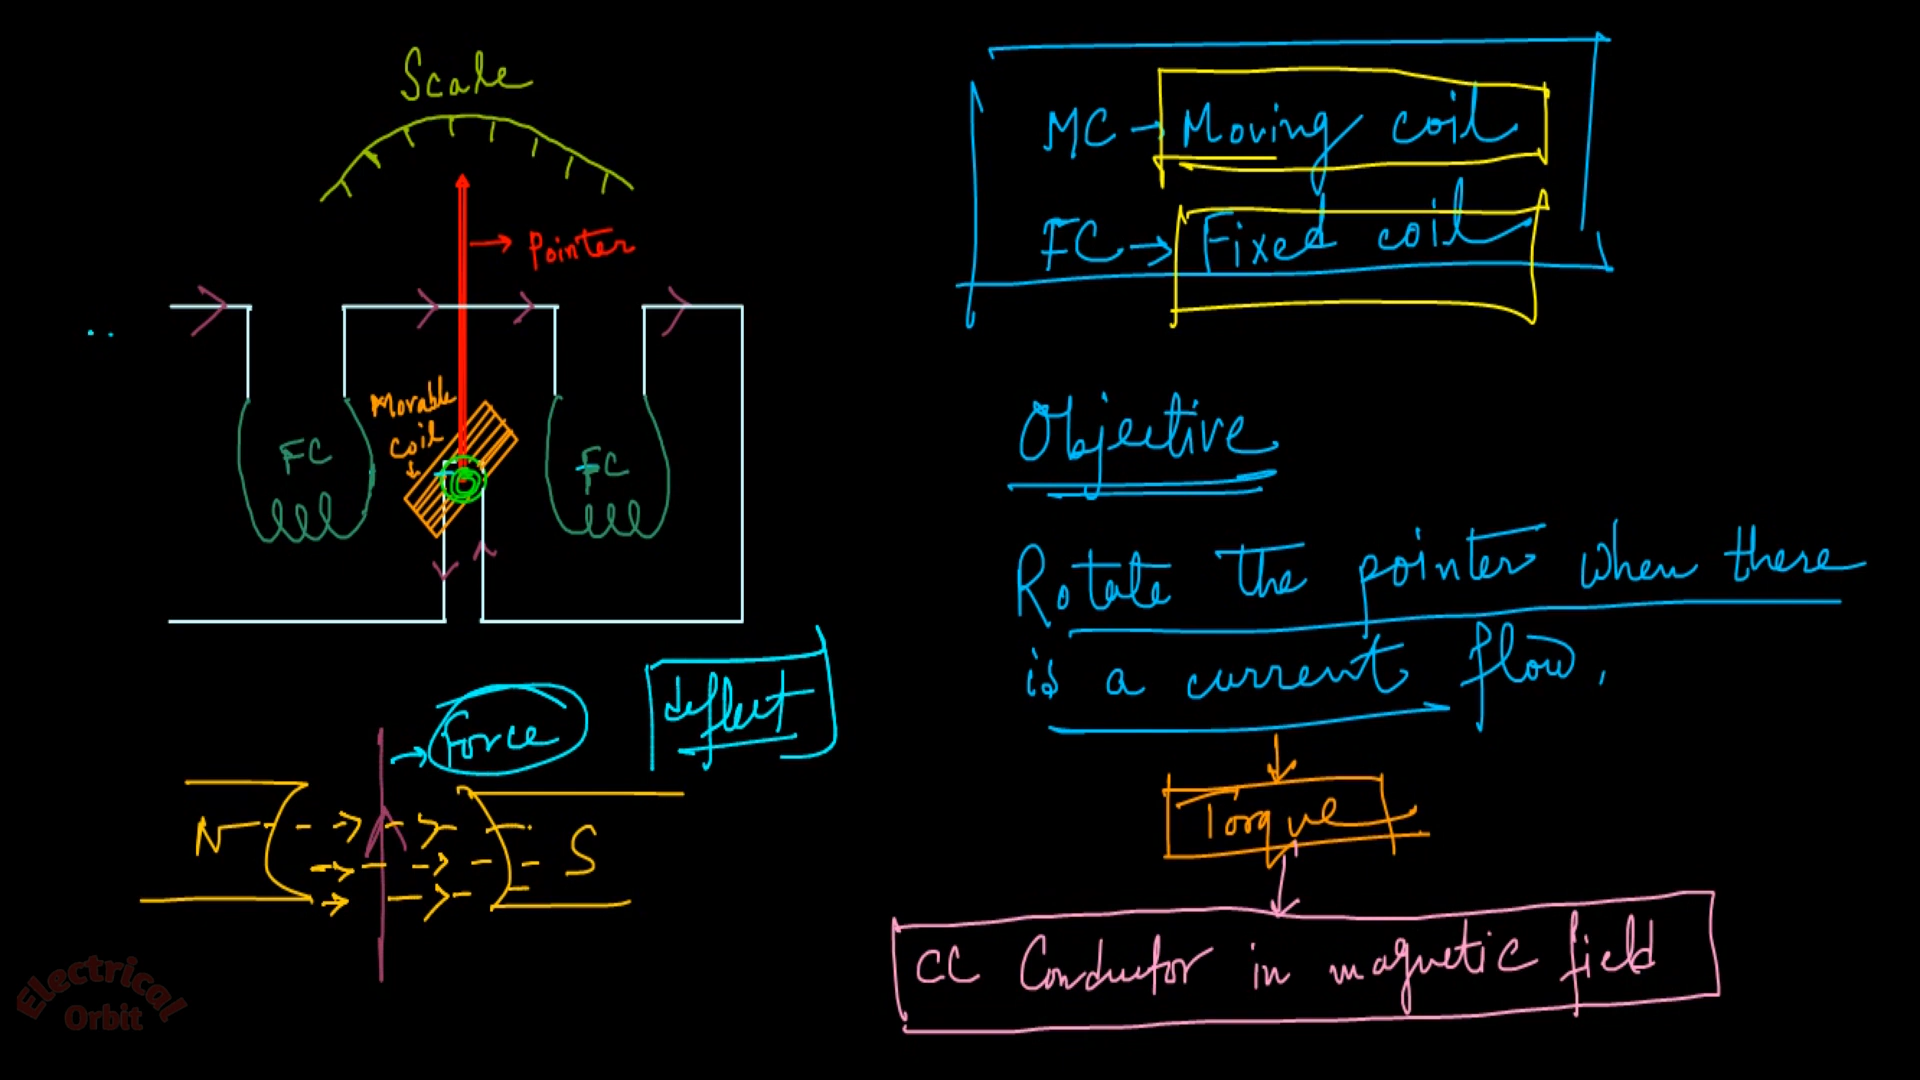 Scale
Pointer
Movable
coil
FC
FC
MC → Moving coil
FC → Fixed coil
Objective
Rotate the pointer when there
is a current flow.
Torque
CC Conductor in magnetic field
Force
deflect
N
S
Electrical
Orbit